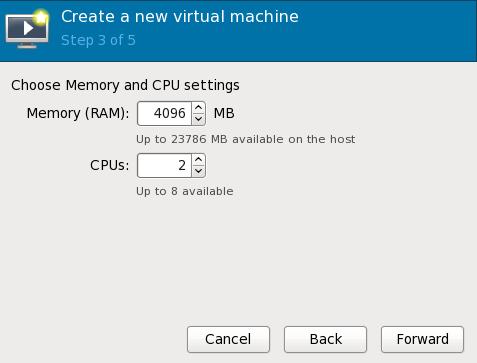 Create a new virtual machine
Step 3 of 5
Choose Memory and CPU settings
Memory (RAM): 4096 MB
Up to 23786 MB available on the host
CPUs: 2
Up to 8 available
Cancel Back Forward